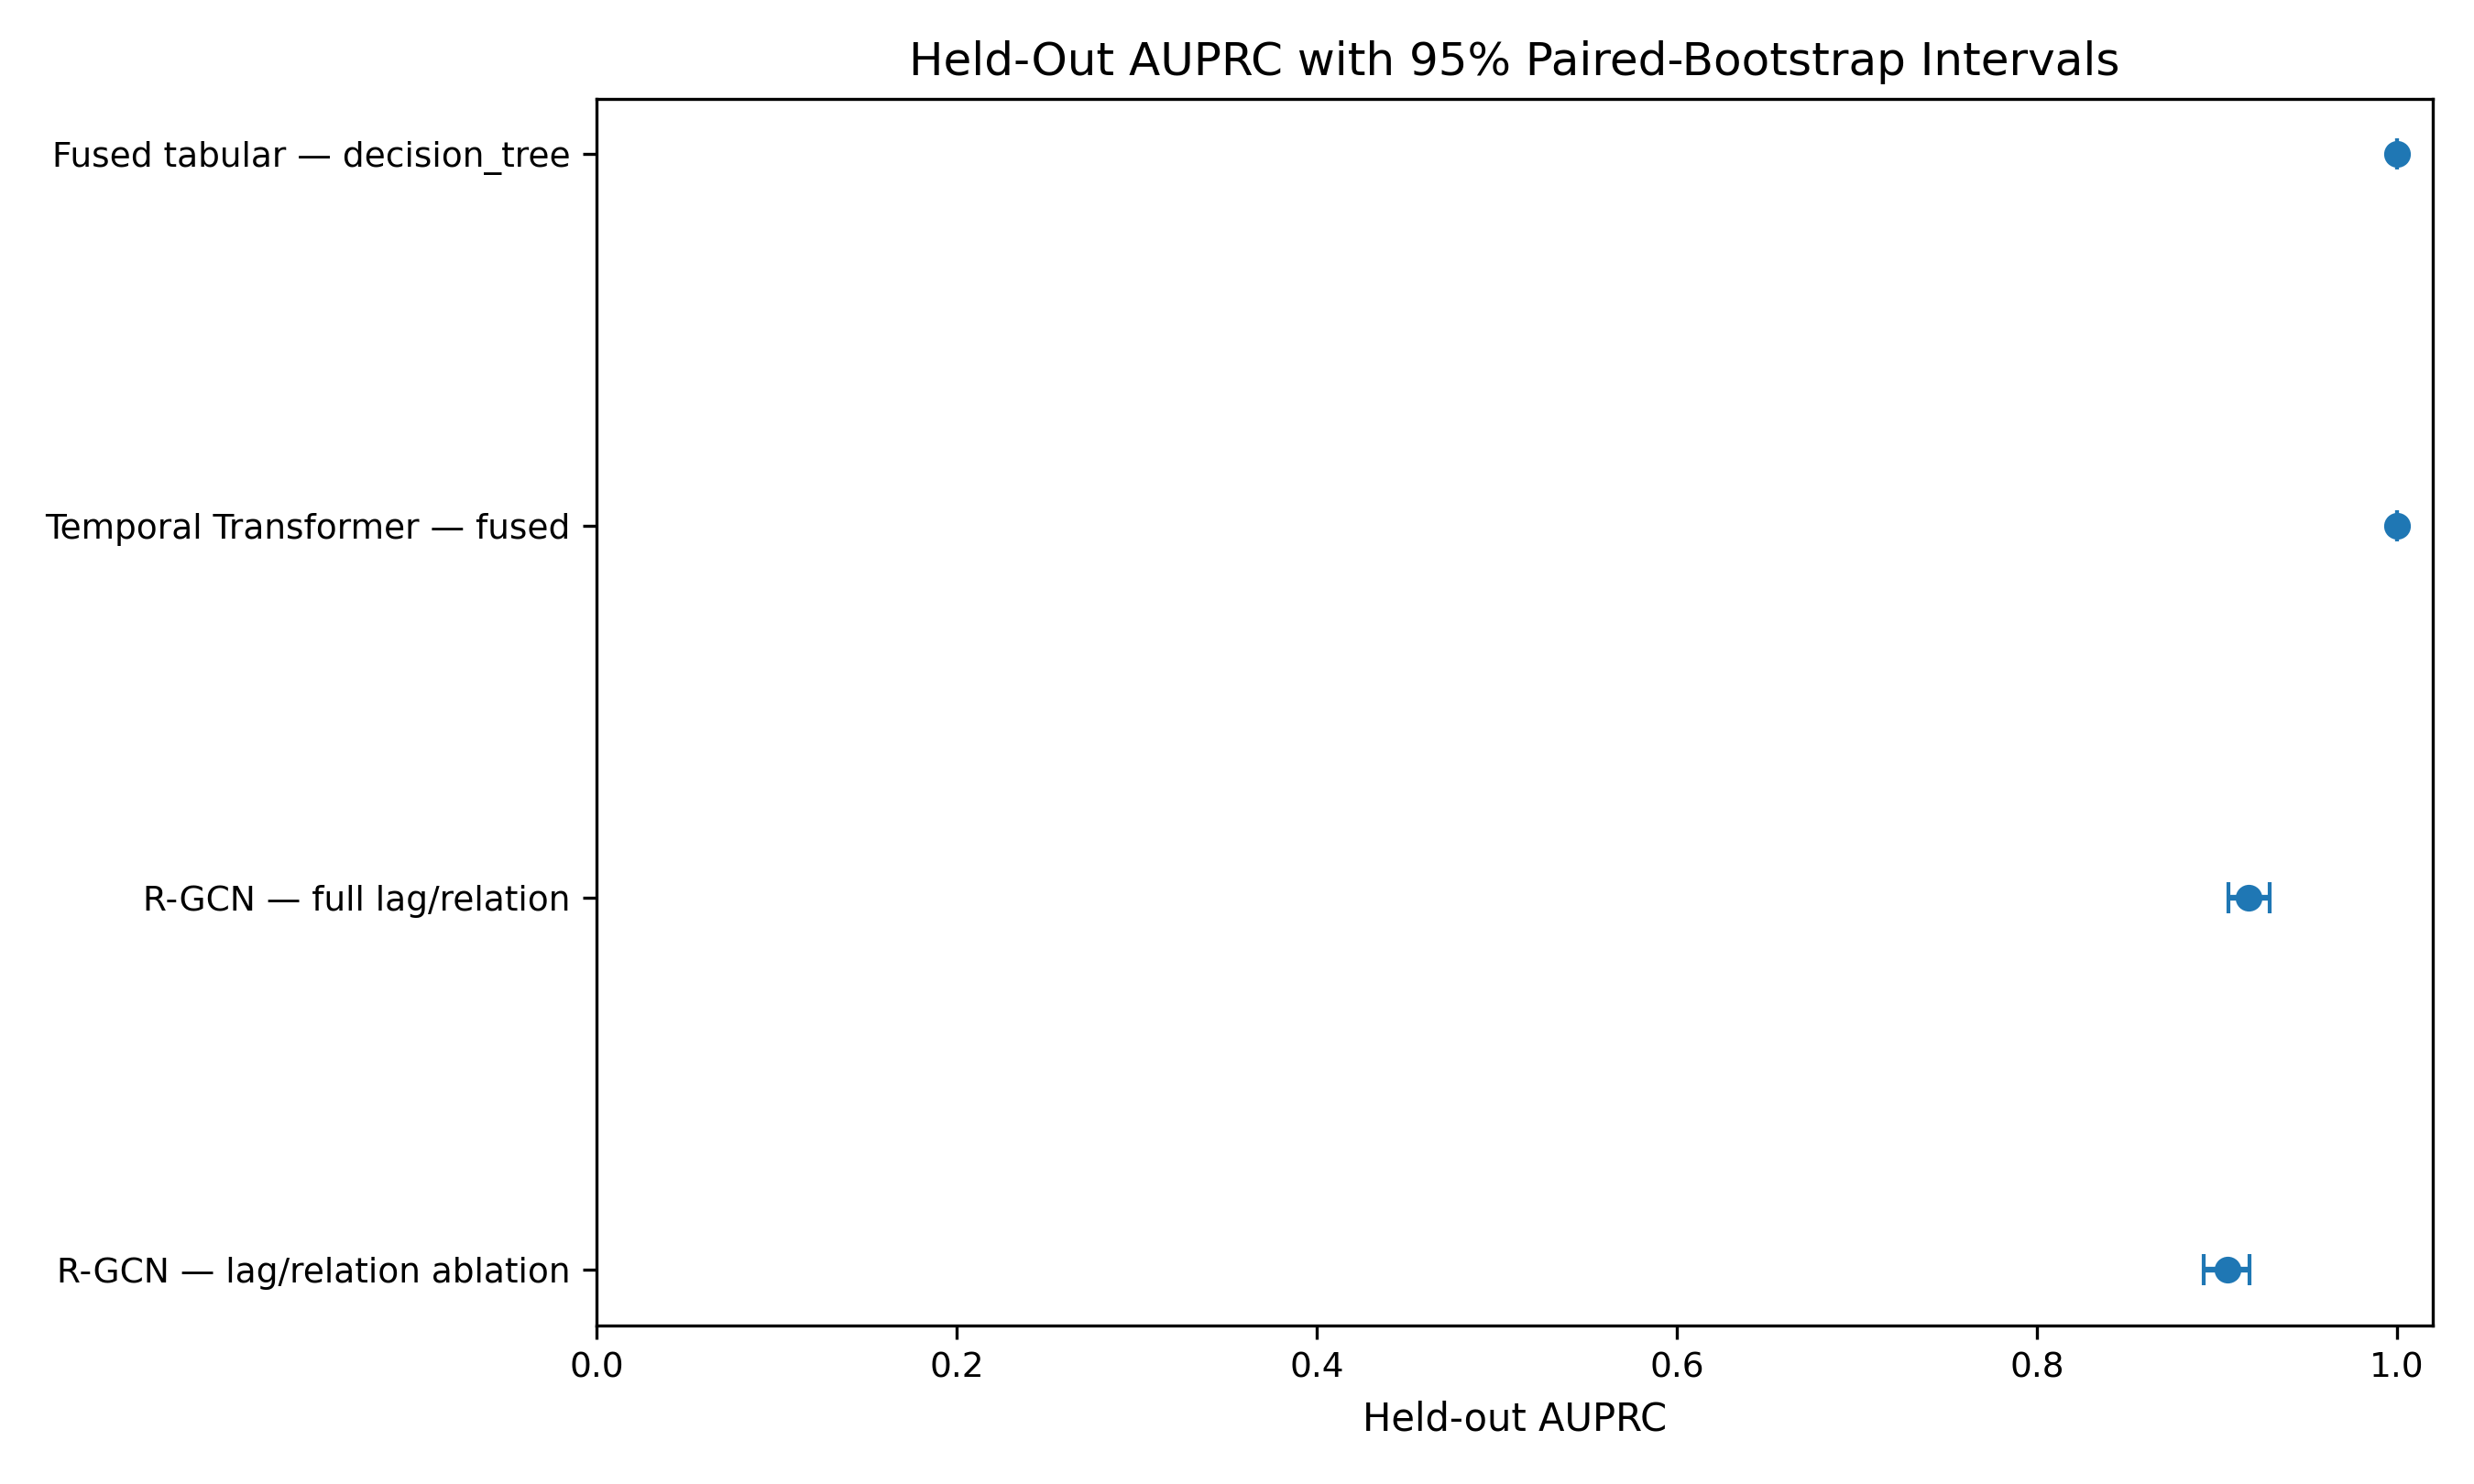 Held-Out AUPRC with 95% Paired-Bootstrap Intervals
Fused tabular — decision_tree
Temporal Transformer — fused
R-GCN — full lag/relation
R-GCN — lag/relation ablation
0.0 0.2 0.4 0.6 0.8 1.0
Held-out AUPRC